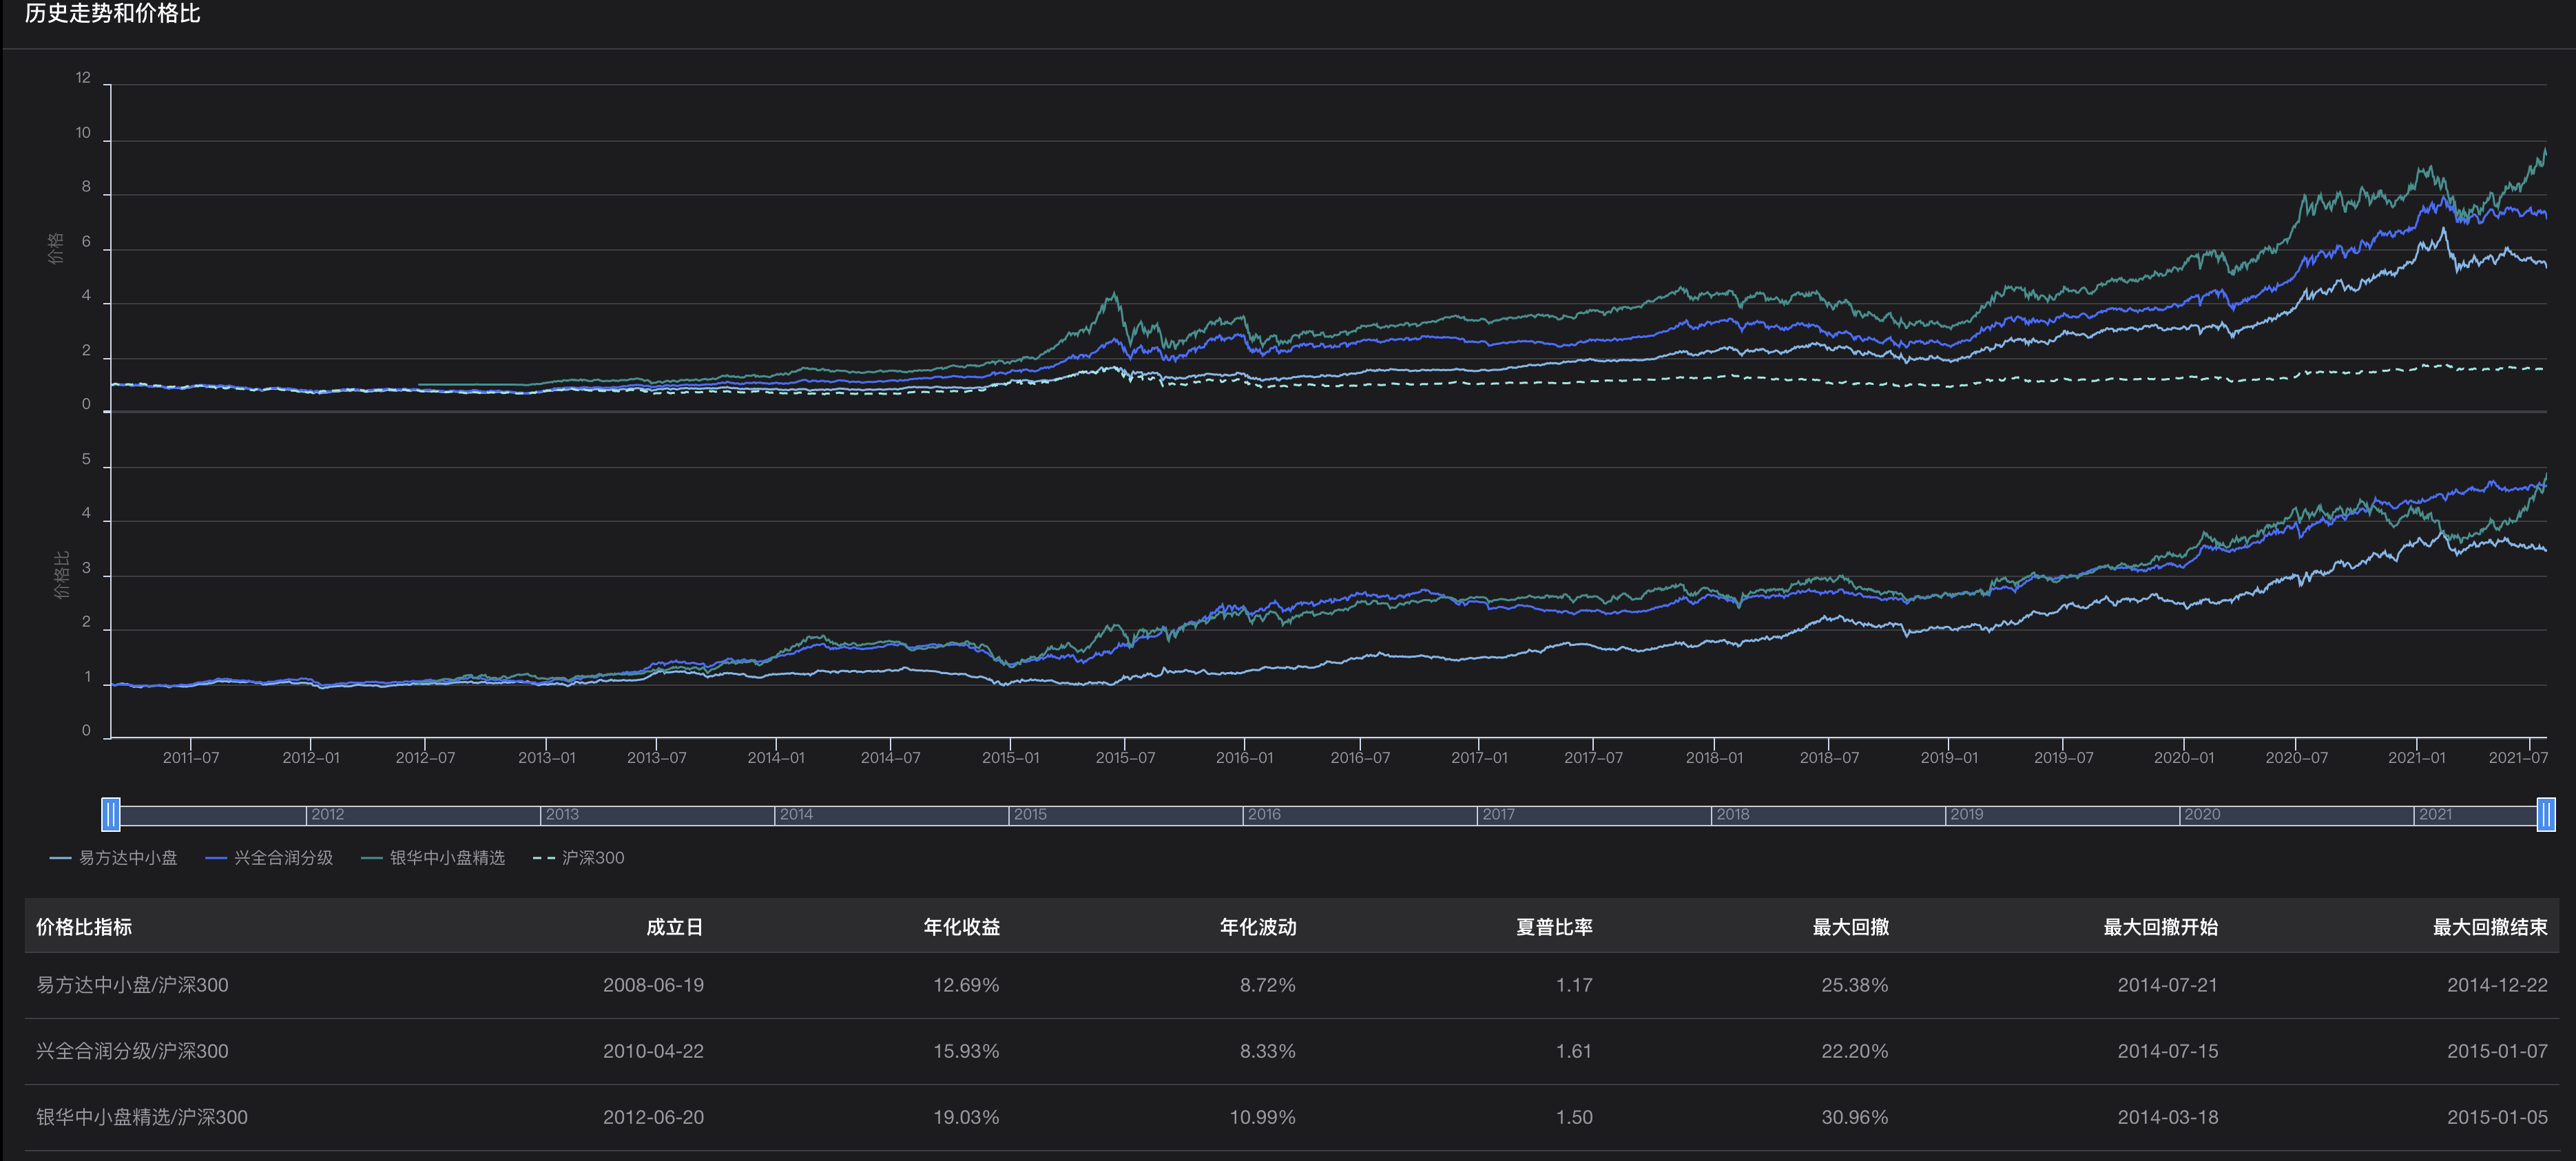 历史走势和价格比
12
10
8
6
4
2
0
价格
5
4
3
2
1
0
价格比
2011-07 2012-01 2012-07 2013-01 2013-07 2014-01 2014-07 2015-01 2015-07 2016-01 2016-07 2017-01 2017-07 2018-01 2018-07 2019-01 2019-07 2020-01 2020-07 2021-01 2021-07
2012 2013 2014 2015 2016 2017 2018 2019 2020 2021
易方达中小盘 兴全合润分级 银华中小盘精选 沪深300
价格比指标 成立日 年化收益 年化波动 夏普比率 最大回撤 最大回撤开始 最大回撤结束
易方达中小盘/沪深300 2008-06-19 12.69% 8.72% 1.17 25.38% 2014-07-21 2014-12-22
兴全合润分级/沪深300 2010-04-22 15.93% 8.33% 1.61 22.20% 2014-07-15 2015-01-07
银华中小盘精选/沪深300 2012-06-20 19.03% 10.99% 1.50 30.96% 2014-03-18 2015-01-05